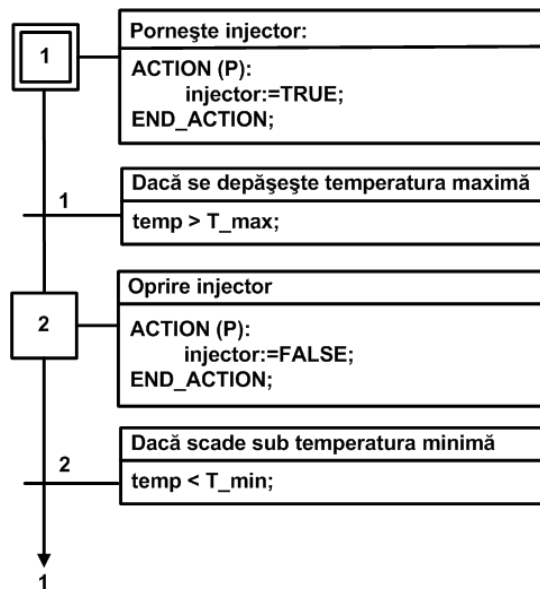 Porneşte injector:
1
ACTION (P):
injector:=TRUE;
END_ACTION;
Dacă se depăşeşte temperatura maximă
1
temp > T_max;
Oprire injector
2
ACTION (P):
injector:=FALSE;
END_ACTION;
Dacă scade sub temperatura minimă
2
temp < T_min;
1